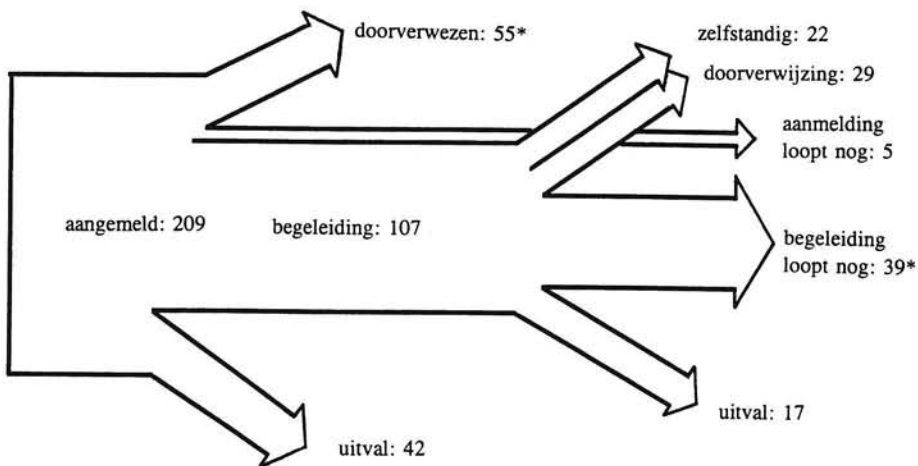 doorverwezen: 55*
zelfstandig: 22
doorverwijzing: 29
aanmelding
loopt nog: 5
aangemeld: 209
begeleiding: 107
begeleiding
loopt nog: 39*
uitval: 17
uitval: 42